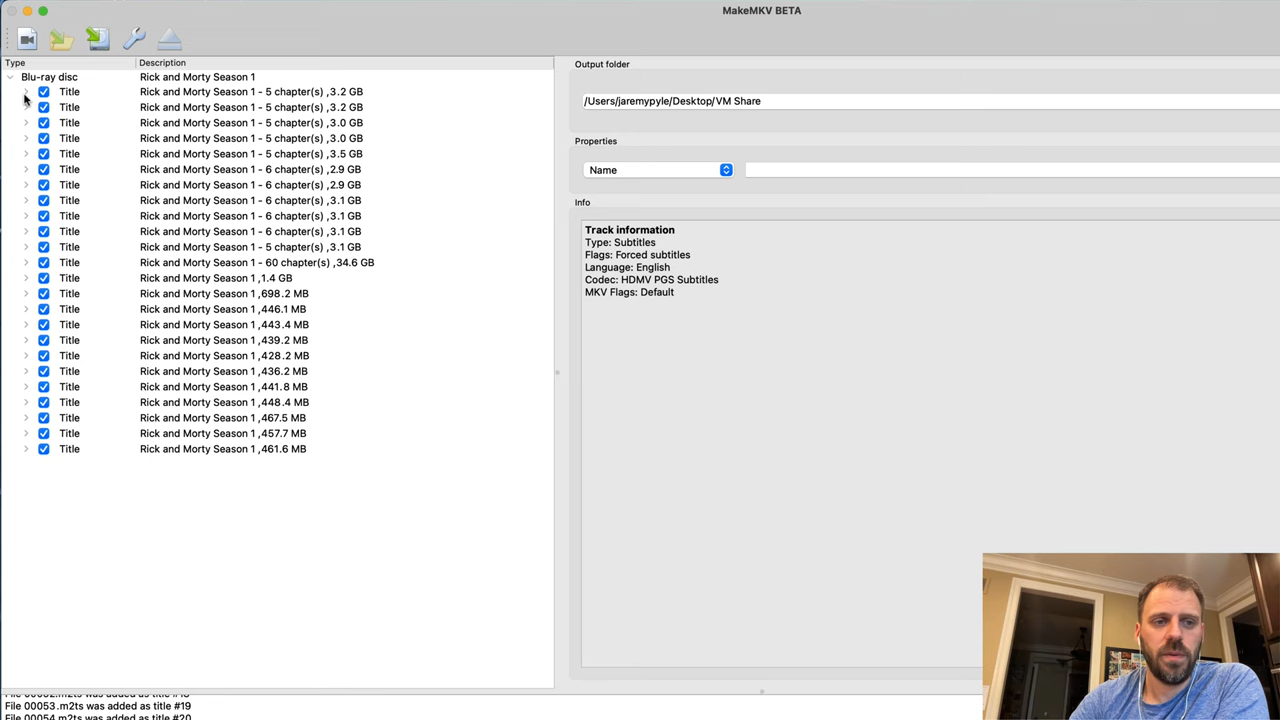 MakeMKV BETA
Type Description
Blu-ray disc Rick and Morty Season 1
Title Rick and Morty Season 1 - 5 chapter(s) ,3.2 GB
Title Rick and Morty Season 1 - 5 chapter(s) ,3.2 GB
Title Rick and Morty Season 1 - 5 chapter(s) ,3.0 GB
Title Rick and Morty Season 1 - 5 chapter(s) ,3.0 GB
Title Rick and Morty Season 1 - 5 chapter(s) ,3.5 GB
Title Rick and Morty Season 1 - 6 chapter(s) ,2.9 GB
Title Rick and Morty Season 1 - 6 chapter(s) ,2.9 GB
Title Rick and Morty Season 1 - 6 chapter(s) ,3.1 GB
Title Rick and Morty Season 1 - 6 chapter(s) ,3.1 GB
Title Rick and Morty Season 1 - 6 chapter(s) ,3.1 GB
Title Rick and Morty Season 1 - 5 chapter(s) ,3.1 GB
Title Rick and Morty Season 1 - 60 chapter(s) ,34.6 GB
Title Rick and Morty Season 1 ,1.4 GB
Title Rick and Morty Season 1 ,698.2 MB
Title Rick and Morty Season 1 ,446.1 MB
Title Rick and Morty Season 1 ,443.4 MB
Title Rick and Morty Season 1 ,439.2 MB
Title Rick and Morty Season 1 ,428.2 MB
Title Rick and Morty Season 1 ,436.2 MB
Title Rick and Morty Season 1 ,441.8 MB
Title Rick and Morty Season 1 ,448.4 MB
Title Rick and Morty Season 1 ,467.5 MB
Title Rick and Morty Season 1 ,457.7 MB
Title Rick and Morty Season 1 ,461.6 MB
Output folder
/Users/jaremypyle/Desktop/VM Share
Properties
Name
Info
Track information
Type: Subtitles
Flags: Forced subtitles
Language: English
Codec: HDMV PGS Subtitles
MKV Flags: Default
was added as title
File 00053.m2ts was added as title #19
File 00054.m2ts was added as title #20